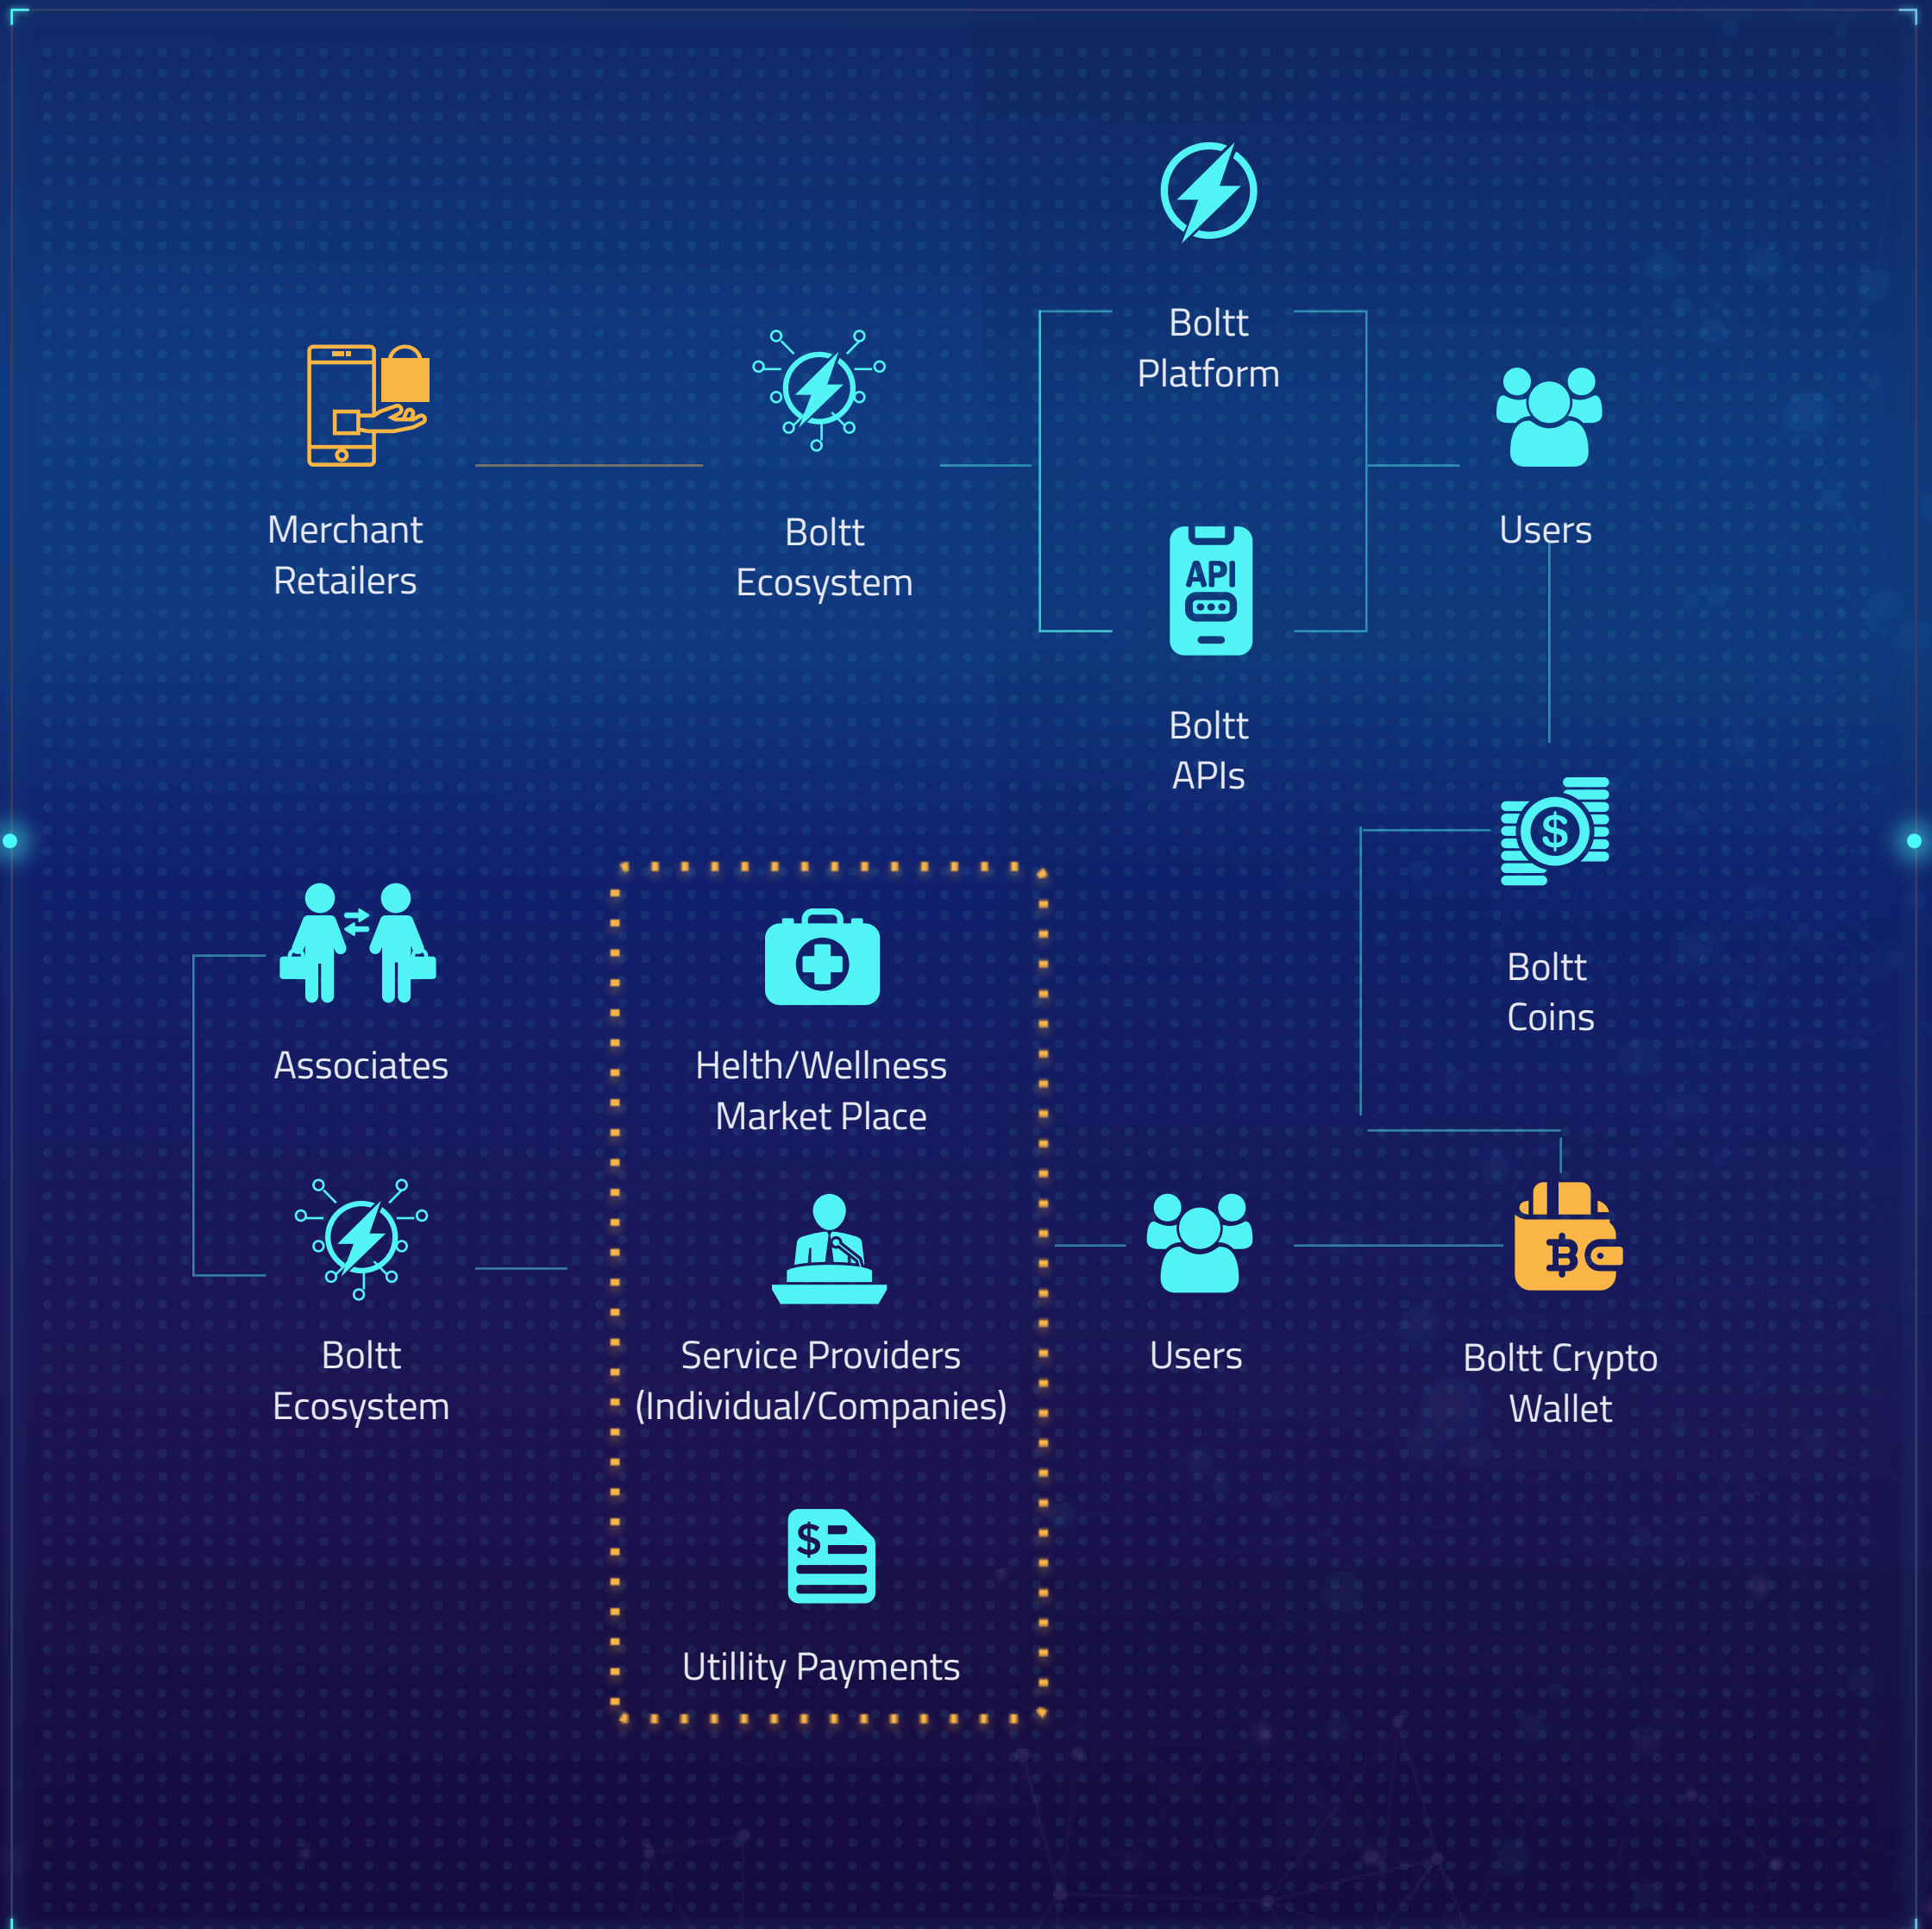 Boltt
Platform
Merchant
Retailers
Boltt
Ecosystem
API
Users
Boltt
APIs
$
Boltt
Coins
Associates
Helth/Wellness
Market Place
Boltt
Ecosystem
Service Providers
(Individual/Companies)
Users
Boltt Crypto
Wallet
$
Utillity Payments